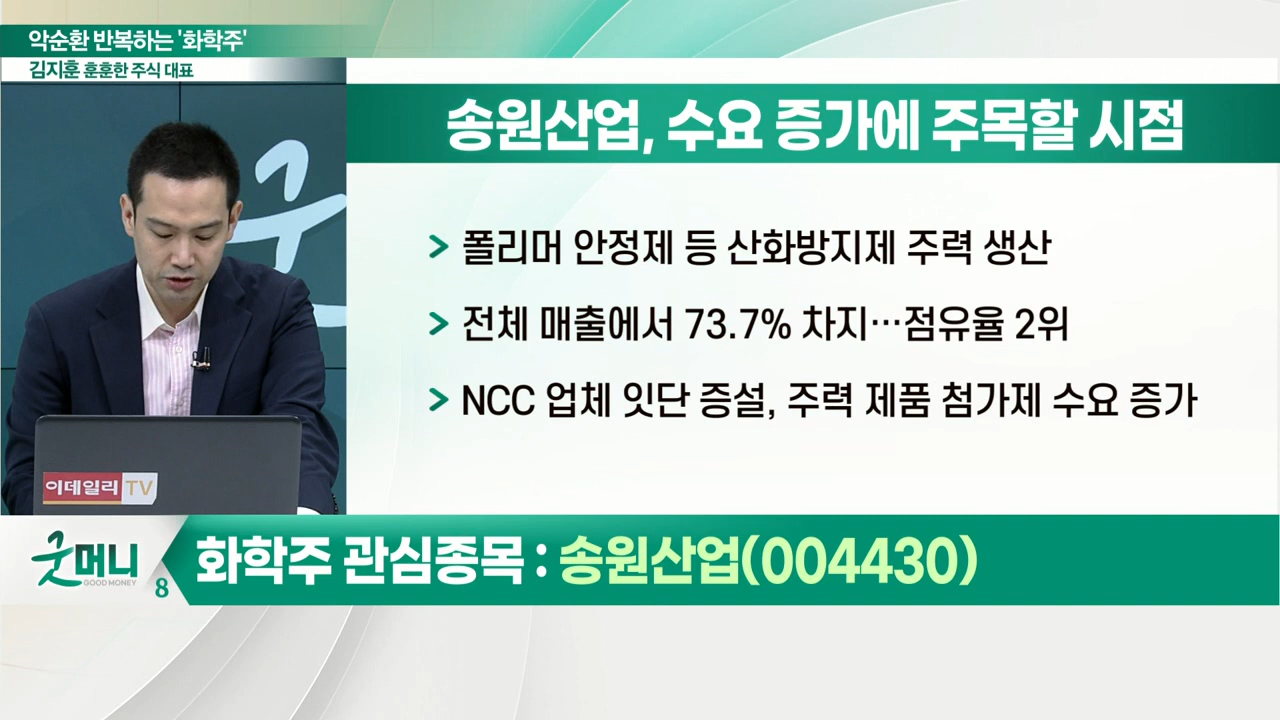 악순환 반복하는 '화학주'
김지훈 훈훈한 주식 대표
송원산업, 수요 증가에 주목할 시점
> 폴리머 안정제 등 산화방지제 주력 생산
> 전체 매출에서 73.7% 차지…점유율 2위
> NCC 업체 잇단 증설, 주력 제품 첨가제 수요 증가
이데일리 TV
굿머니
GOOD MONEY
8
화학주 관심종목 : 송원산업(004430)